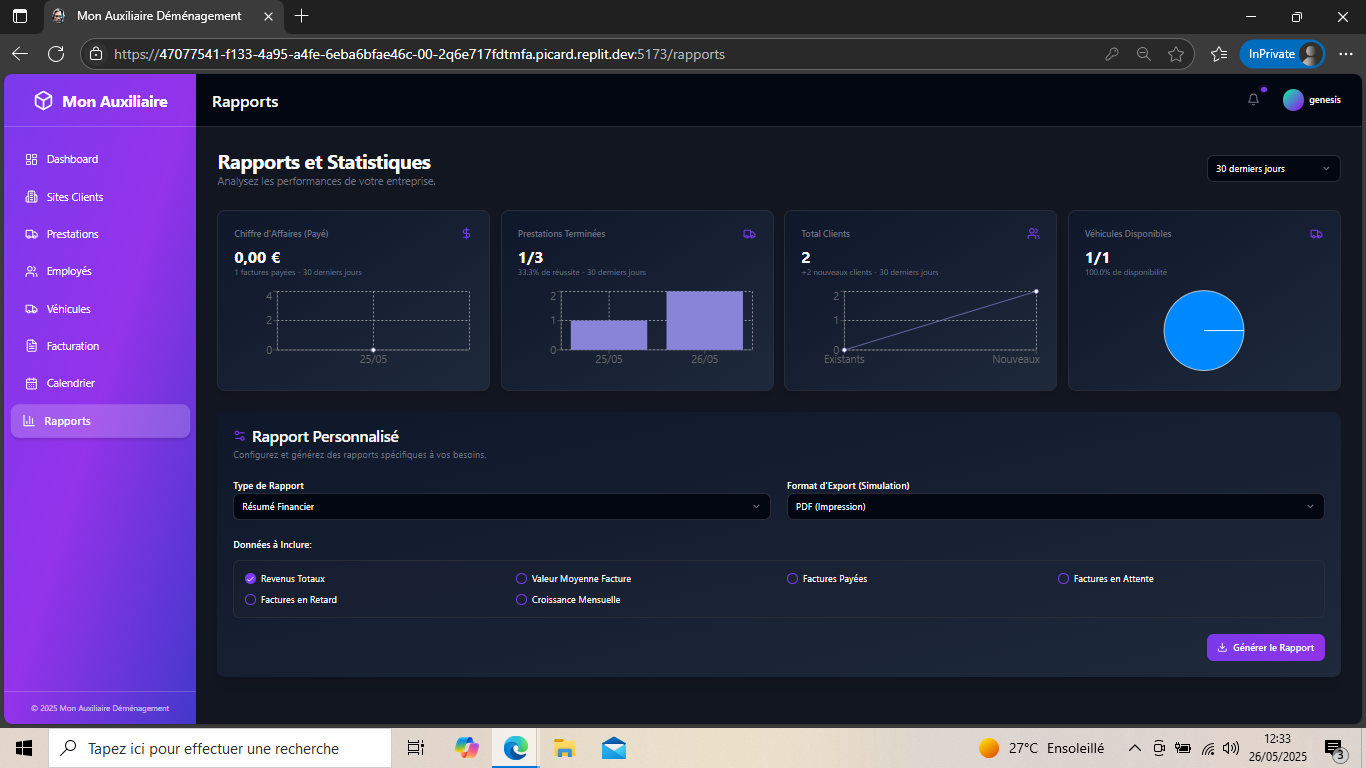 Mon Auxiliaire Déménagement
https://47077541-f133-4a95-a4fe-6eba6bfae46c-00-2q6e717fdtmfa.picard.replit.dev:5173/rapports
InPrivate
Mon Auxiliaire
Rapports
genesis
Dashboard
Sites Clients
Prestations
Employés
Véhicules
Facturation
Calendrier
Rapports
© 2025 Mon Auxiliaire Déménagement
Rapports et Statistiques
Analysez les performances de votre entreprise.
30 derniers jours
Chiffre d'Affaires (Payé)
$
0,00 €
1 factures payées - 30 derniers jours
4
2
0
25/05
Prestations Terminées
1/3
33.3% de réussite - 30 derniers jours
2
1
0
25/05 26/05
Total Clients
2
+2 nouveaux clients - 30 derniers jours
2
1
0
Existants Nouveaux
Véhicules Disponibles
1/1
100.0% de disponibilité
Rapport Personnalisé
Configurez et générez des rapports spécifiques à vos besoins.
Type de Rapport
Résumé Financier
Format d'Export (Simulation)
PDF (Impression)
Données à Inclure:
Revenus Totaux Valeur Moyenne Facture Factures Payées Factures en Attente
Factures en Retard Croissance Mensuelle
Générer le Rapport
Tapez ici pour effectuer une recherche
27°C Ensoleillé
12:33
26/05/2025
3